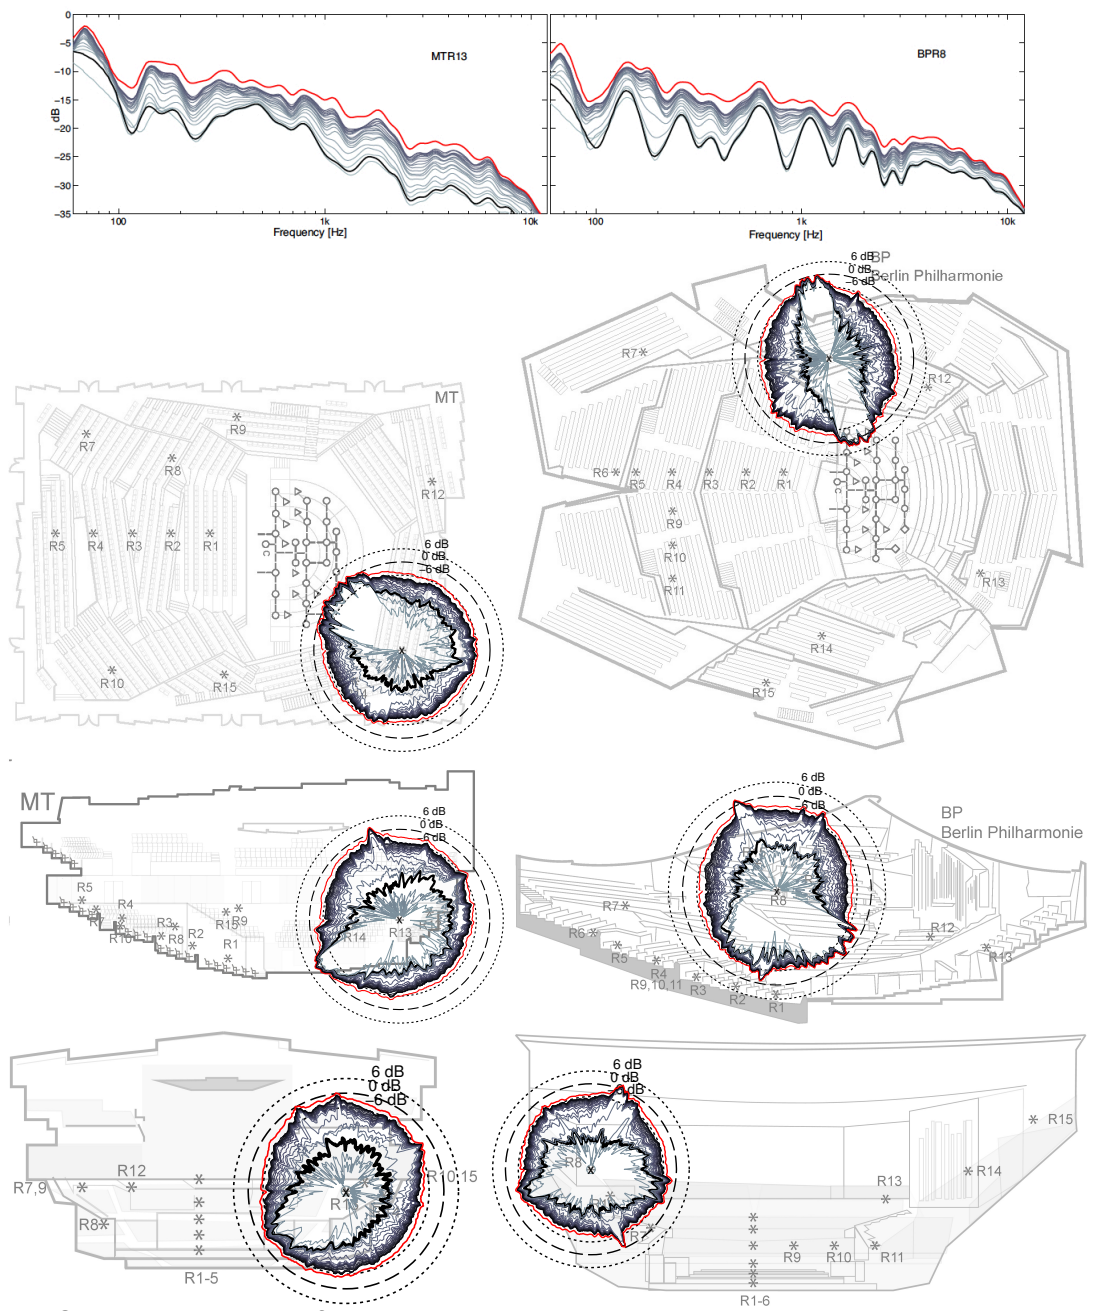 0
−5
−10
−15
dB
−20
−25
−30
−35
MTR13
BPR8
100
1k
10k
100
1k
10k
Frequency [Hz]
Frequency [Hz]
6 dB
0 dB
−6 dB
BP
Berlin Philharmonie
R7
R12
R6
R5
R4
R3
R2
R1
R9
R10
R11
R13
R14
R15
C
MT
R9
R7
R8
R12
R5
R4
R3
R2
R1
C
6 dB
0 dB
−6 dB
R10
R15
MT
6 dB
0 dB
−6 dB
R5
R4
R3
R8
R2
R15
R9
R1
R14
R13
6 dB
0 dB
−6 dB
BP
Berlin Philharmonie
R8
R7
R6
R5
R4
R9,10,11
R3
R2
R1
R12
R13
6 dB
0 dB
−6 dB
R12
R7,9
R8
R10,15
R1-5
6 dB
0 dB
R8
R15
R14
R13
R9
R10
R11
R1-6